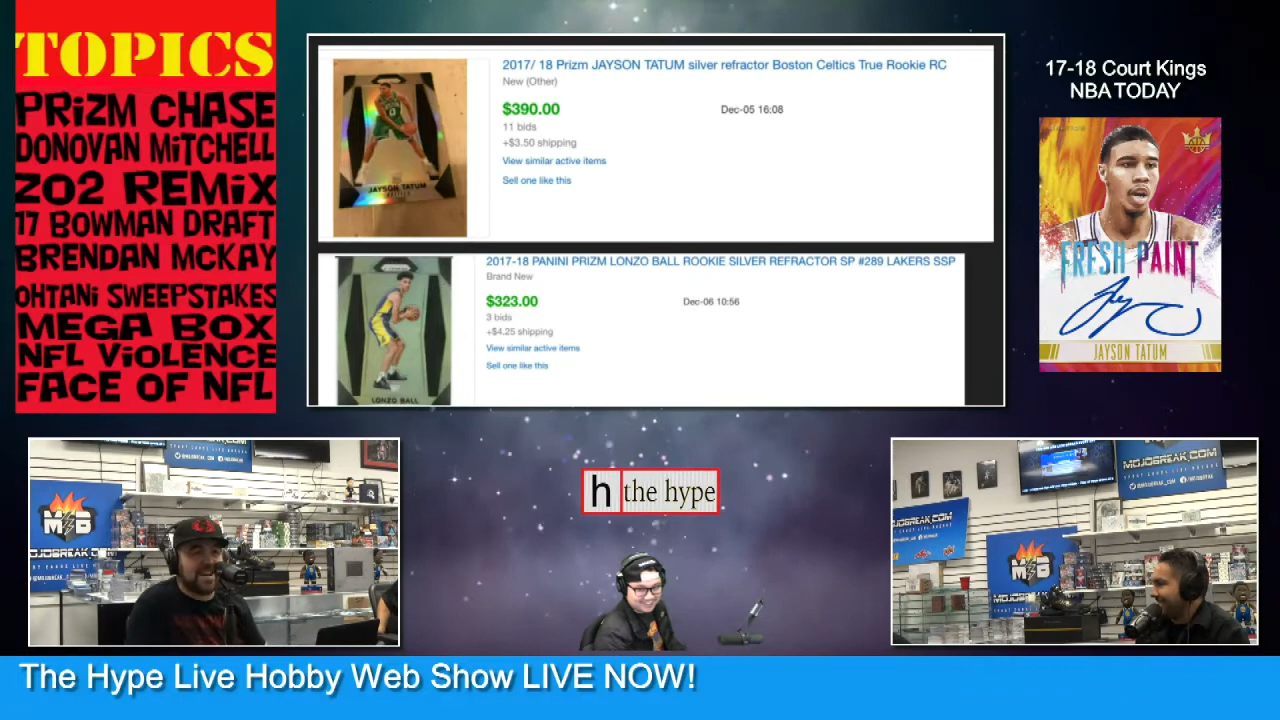 TOPICS
PRIZM CHASE
DONOVAN MITCHELL
ZO2 REMIX
17 BOWMAN DRAFT
BRENDAN McKAY
OHTANI SWEEPSTAKES
MEGA BOX
NFL VIOLENCE
FACE OF NFL
2017/ 18 Prizm JAYSON TATUM silver refractor Boston Celtics True Rookie RC
New (Other)
$390.00
Dec-05 16:08
11 bids
+$3.50 shipping
View similar active items
Sell one like this
JAYSON TATUM
2017-18 PANINI PRIZM LONZO BALL ROOKIE SILVER REFRACTOR SP #289 LAKERS SSP
Brand New
$323.00
Dec-06 10:56
3 bids
+$4.25 shipping
View similar active items
Sell one like this
LONZO BALL
17-18 Court Kings
NBA TODAY
FRESH PAINT
JAYSON TATUM
h the hype
MB
MOJOBREAK.COM
MB
MOJOBREAK.COM
The Hype Live Hobby Web Show LIVE NOW!